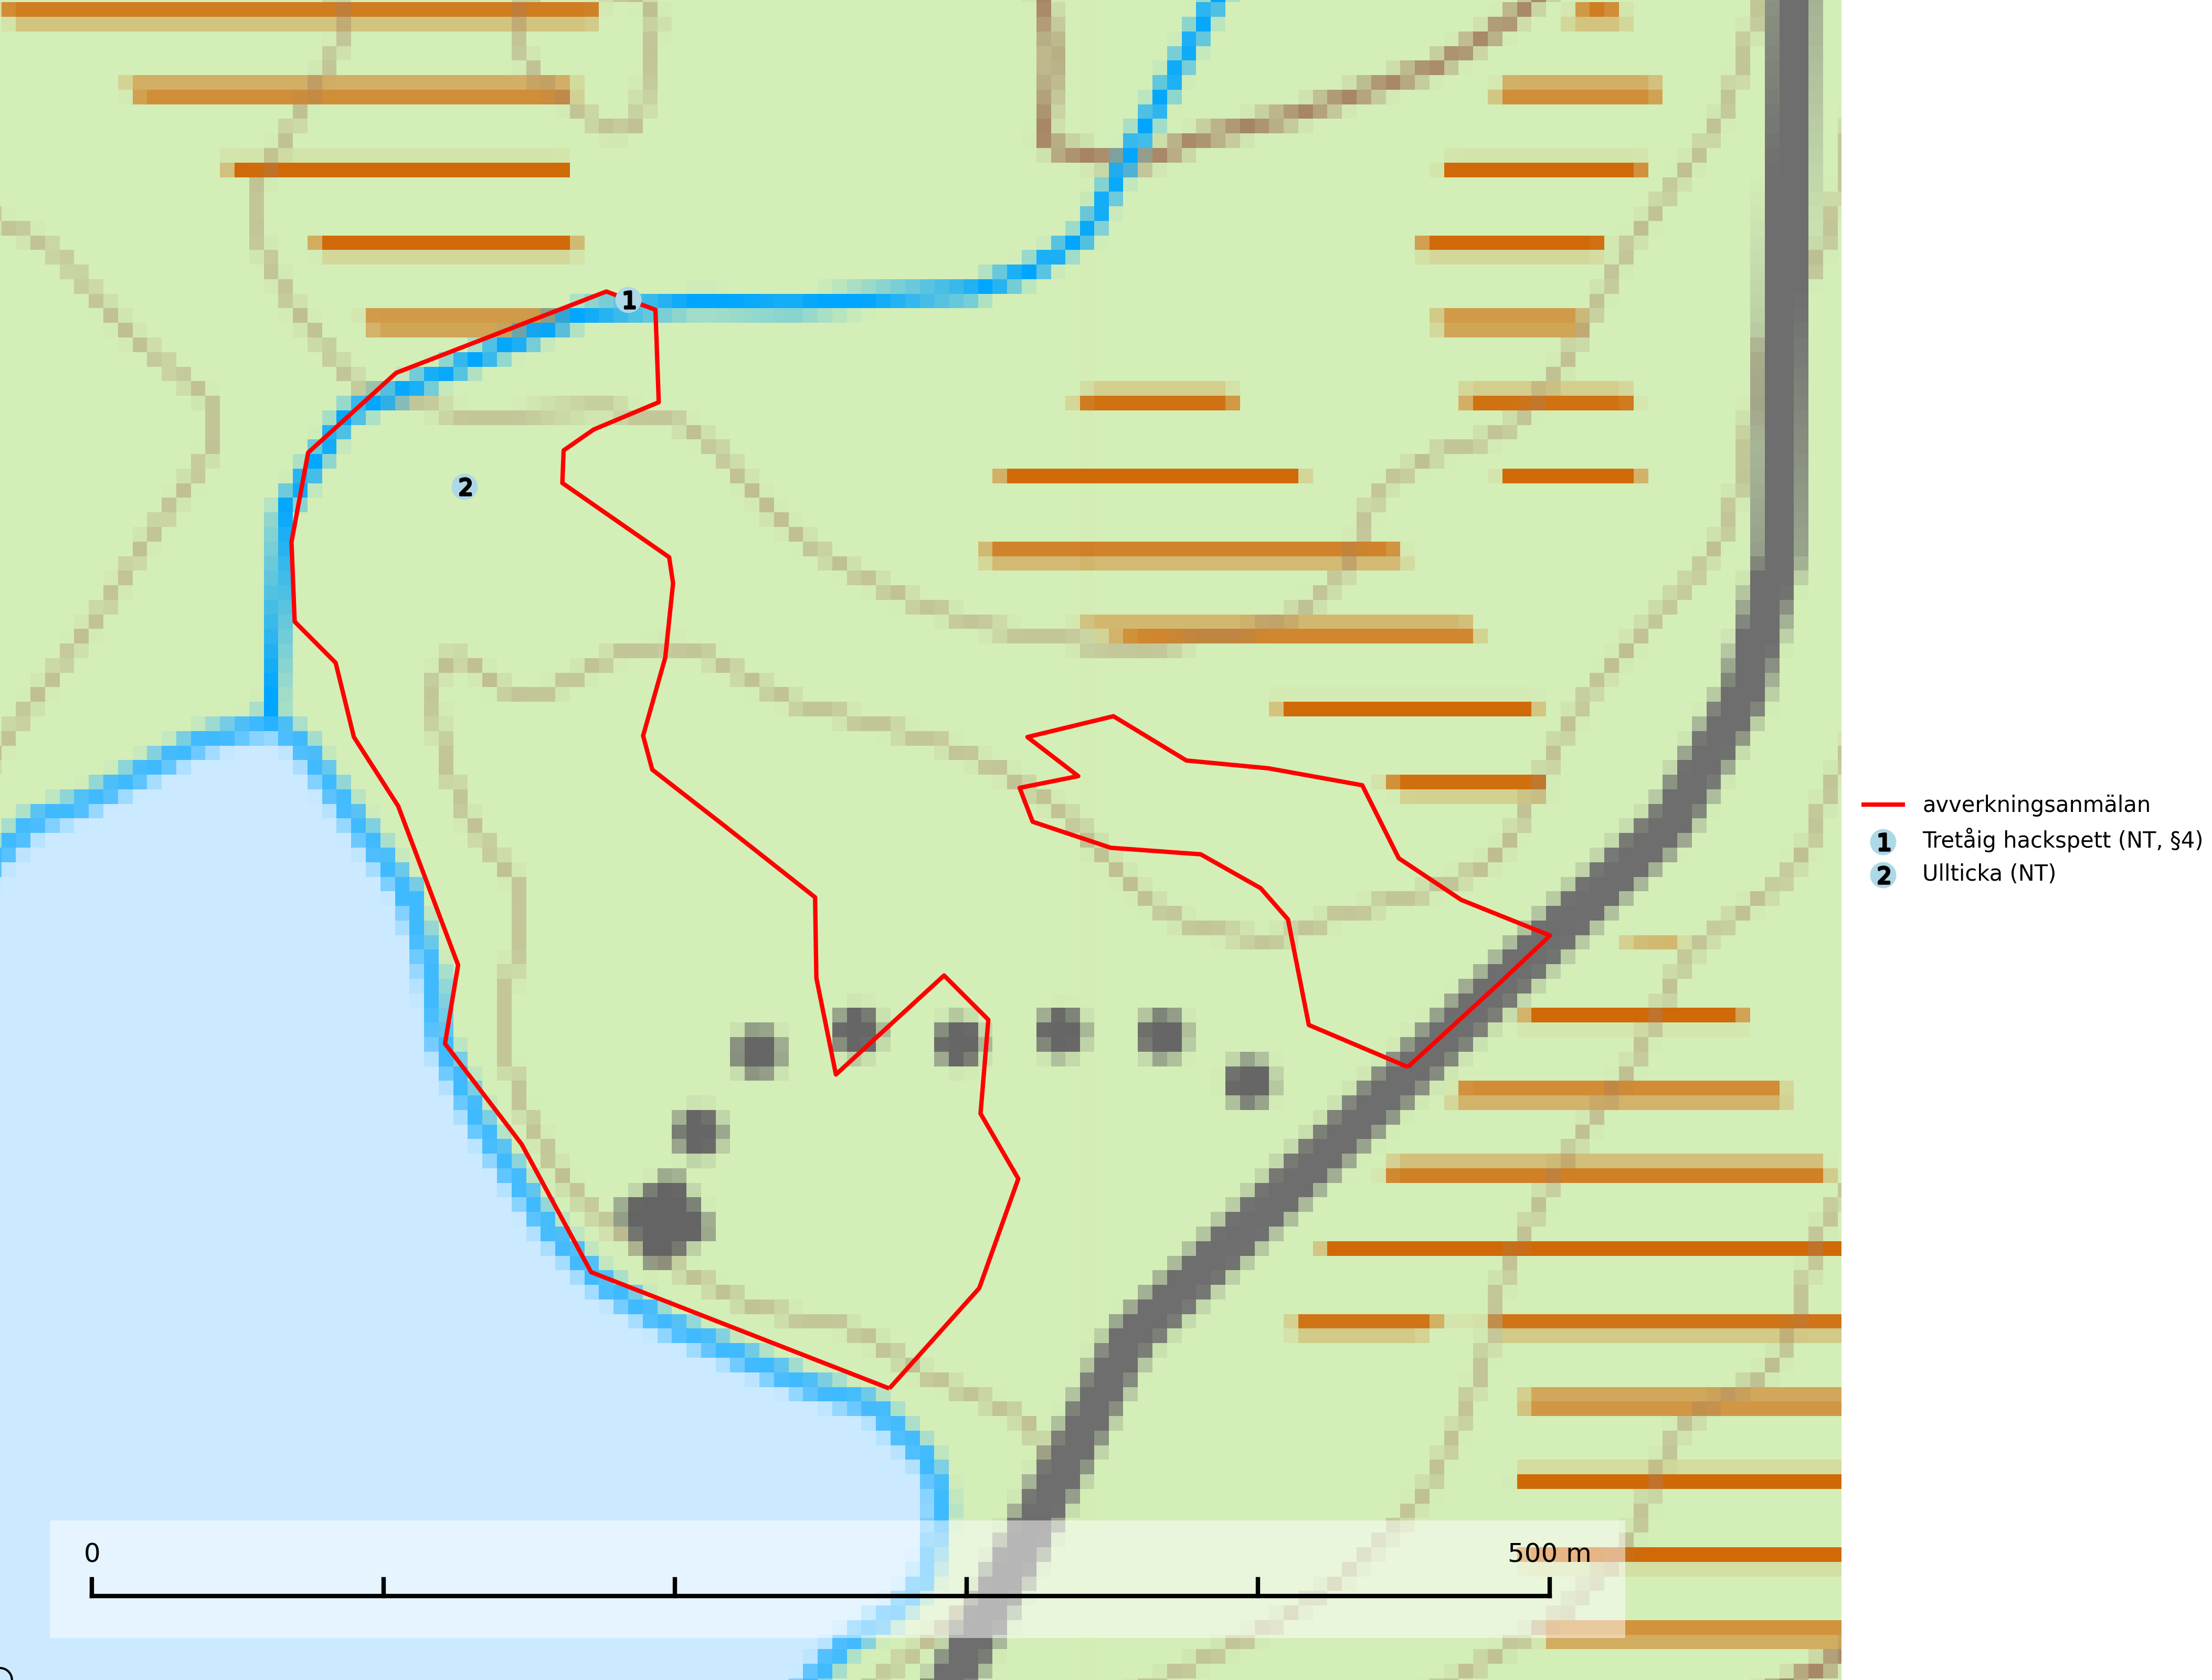 1
2
avverkningsanmälan
1 Tretåig hackspett (NT, §4)
2 Ullticka (NT)
0 500 m